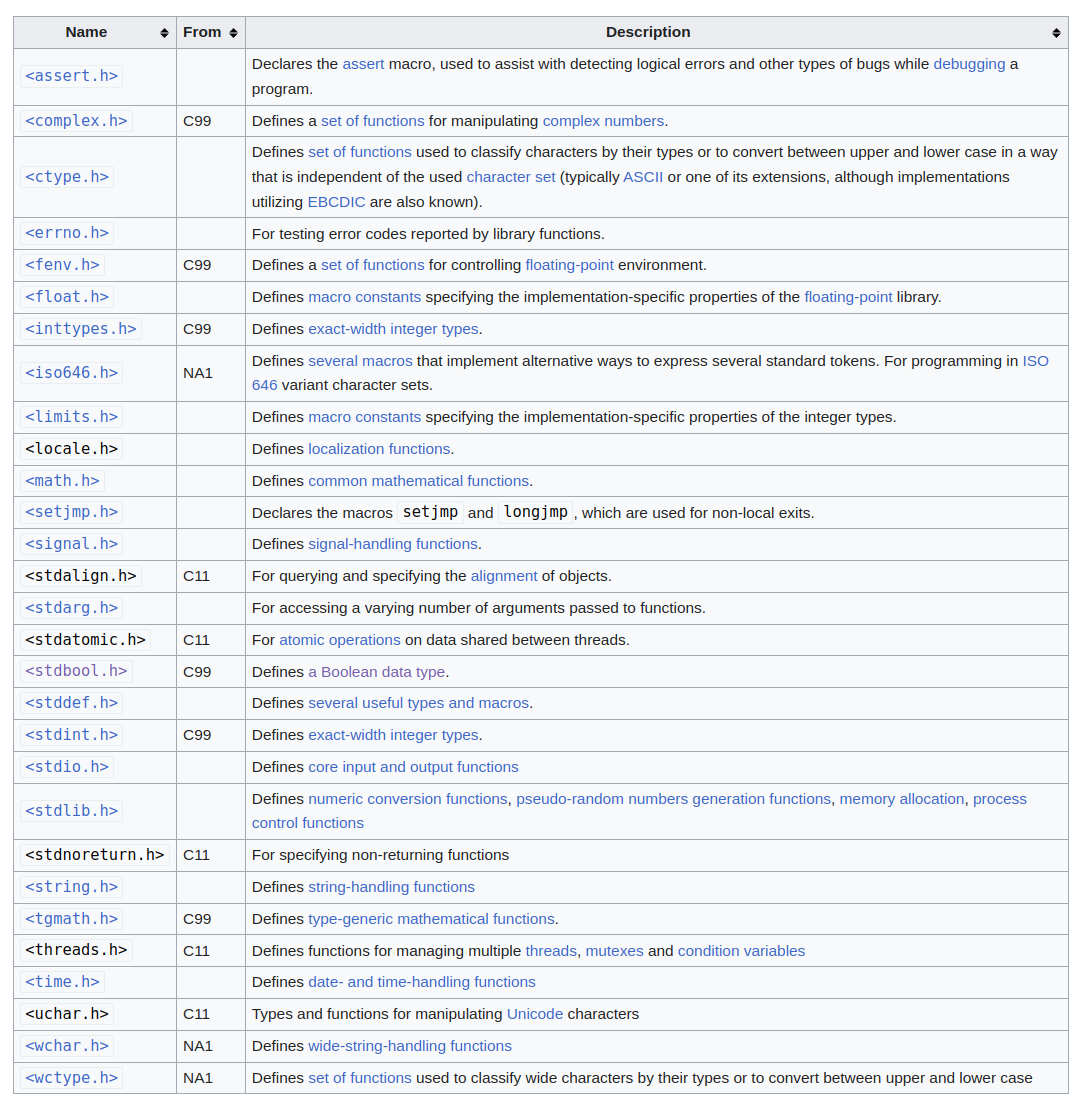 Name From Description
<assert.h> Declares the assert macro, used to assist with detecting logical errors and other types of bugs while debugging a
program.
<complex.h> C99 Defines a set of functions for manipulating complex numbers.
<ctype.h> Defines set of functions used to classify characters by their types or to convert between upper and lower case in a way
that is independent of the used character set (typically ASCII or one of its extensions, although implementations
utilizing EBCDIC are also known).
<errno.h> For testing error codes reported by library functions.
<fenv.h> C99 Defines a set of functions for controlling floating-point environment.
<float.h> Defines macro constants specifying the implementation-specific properties of the floating-point library.
<inttypes.h> C99 Defines exact-width integer types.
<iso646.h> NA1 Defines several macros that implement alternative ways to express several standard tokens. For programming in ISO
646 variant character sets.
<limits.h> Defines macro constants specifying the implementation-specific properties of the integer types.
<locale.h> Defines localization functions.
<math.h> Defines common mathematical functions.
<setjmp.h> Declares the macros setjmp and longjmp, which are used for non-local exits.
<signal.h> Defines signal-handling functions.
<stdalign.h> C11 For querying and specifying the alignment of objects.
<stdarg.h> For accessing a varying number of arguments passed to functions.
<stdatomic.h> C11 For atomic operations on data shared between threads.
<stdbool.h> C99 Defines a Boolean data type.
<stddef.h> Defines several useful types and macros.
<stdint.h> C99 Defines exact-width integer types.
<stdio.h> Defines core input and output functions
<stdlib.h> Defines numeric conversion functions, pseudo-random numbers generation functions, memory allocation, process
control functions
<stdnoreturn.h> C11 For specifying non-returning functions
<string.h> Defines string-handling functions
<tgmath.h> C99 Defines type-generic mathematical functions.
<threads.h> C11 Defines functions for managing multiple threads, mutexes and condition variables
<time.h> Defines date- and time-handling functions
<uchar.h> C11 Types and functions for manipulating Unicode characters
<wchar.h> NA1 Defines wide-string-handling functions
<wctype.h> NA1 Defines set of functions used to classify wide characters by their types or to convert between upper and lower case